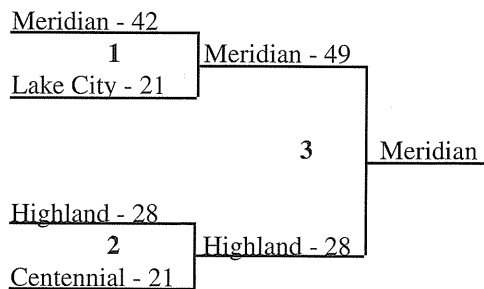 Meridian - 42
1
Meridian - 49
Lake City - 21
3
Meridian
Highland - 28
2
Highland - 28
Centennial - 21